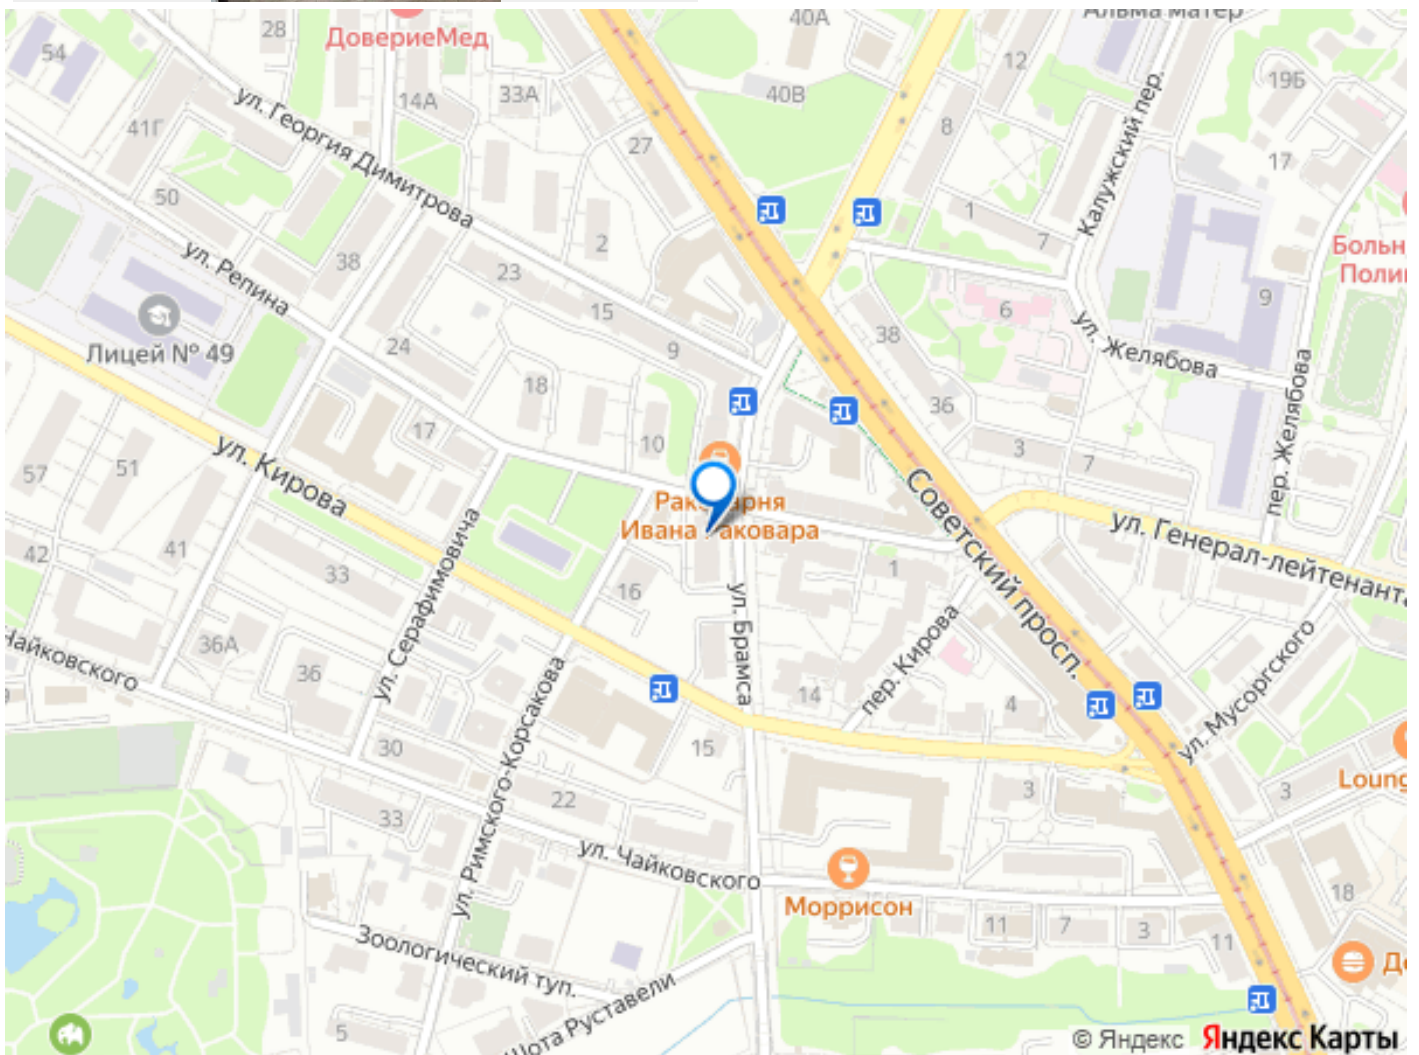 Альма матер
40А
28
ДовериеМед
54
12
19Б
14А
33А
40В
ул. Георгия Димитрова
Калужский пер.
41Г
8
27
17
50
1
2
7
ул. Репина
38
23
9
6
15
Лицей № 49
38
ул. Желябова
24
9
18
36
пер. Желябова
17
10
3
7
ул. Кирова
51
57
Советский просп.
Ивана Раковара
ул. Генерал-лейтенанта
42
41
ул. Серафимовича
33
1
16
ул. Брамса
пер. Кирова
36А
ул. Мусоргского
Чайковского
36
14
4
ул. Римского-Корсакова
30
15
3
22
3
33
ул. Чайковского
18
Моррисон
11
7
3
11
Зоологический туп.
Шота Руставели
5
© Яндекс Яндекс Карты